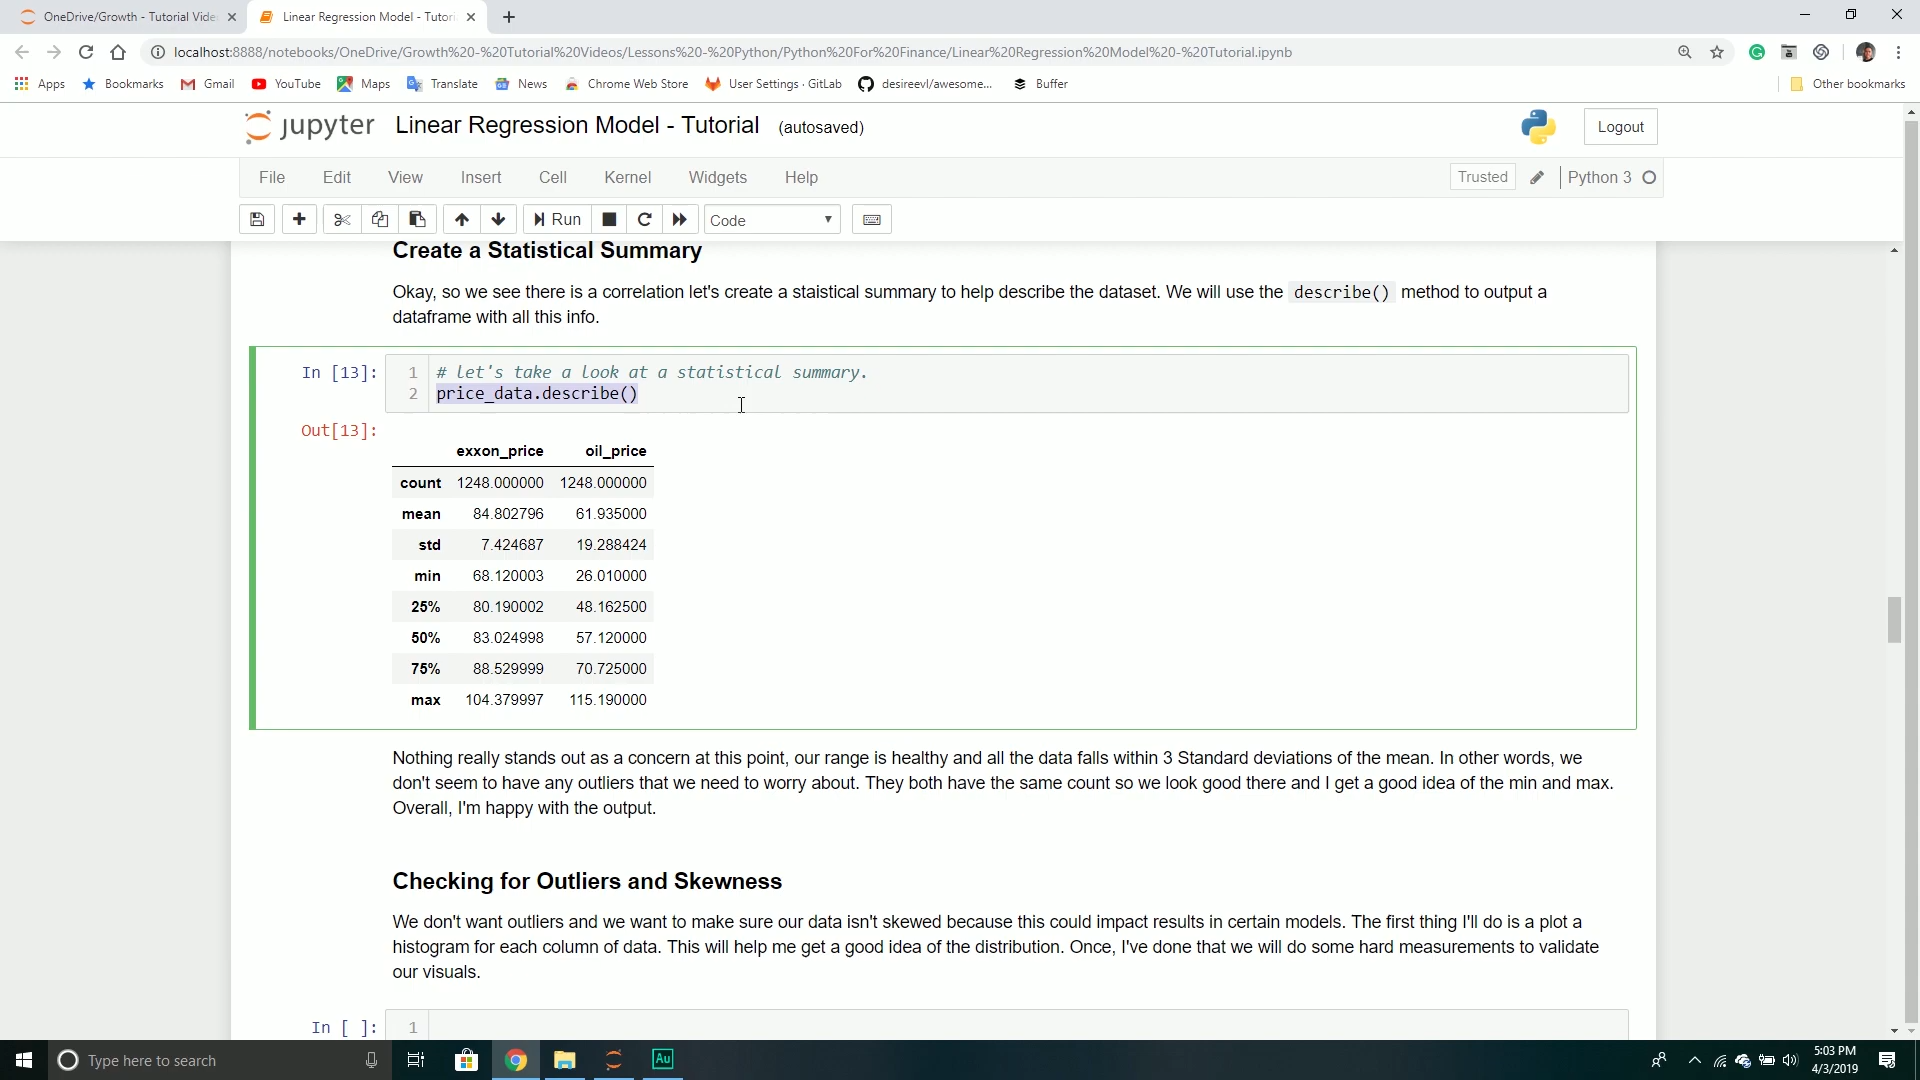 OneDrive/Growth - Tutorial Vide
Linear Regression Model - Tutori
localhost:8888/notebooks/OneDrive/Growth%20-%20Tutorial%20Videos/Lessons%20-%20Python/Python%20For%20Finance/Linear%20Regression%20Model%20-%20Tutorial.ipynb
Apps Bookmarks Gmail YouTube Maps Translate News Chrome Web Store User Settings · GitLab desireevl/awesome... Buffer Other bookmarks
jupyter Linear Regression Model - Tutorial (autosaved) Logout
File Edit View Insert Cell Kernel Widgets Help Trusted Python 3
Run Code
Create a Statistical Summary
Okay, so we see there is a correlation let's create a staistical summary to help describe the dataset. We will use the describe() method to output a
dataframe with all this info.
In [13]: 1 # let's take a look at a statistical summary.
2 price_data.describe()
Out[13]:
exxon_price oil_price
count 1248.000000 1248.000000
mean 84.802796 61.935000
std 7.424687 19.288424
min 68.120003 26.010000
25% 80.190002 48.162500
50% 83.024998 57.120000
75% 88.529999 70.725000
max 104.379997 115.190000
Nothing really stands out as a concern at this point, our range is healthy and all the data falls within 3 Standard deviations of the mean. In other words, we
don't seem to have any outliers that we need to worry about. They both have the same count so we look good there and I get a good idea of the min and max.
Overall, I'm happy with the output.
Checking for Outliers and Skewness
We don't want outliers and we want to make sure our data isn't skewed because this could impact results in certain models. The first thing I'll do is a plot a
histogram for each column of data. This will help me get a good idea of the distribution. Once, I've done that we will do some hard measurements to validate
our visuals.
In [ ]: 1
Type here to search
Au
5:03 PM
4/3/2019